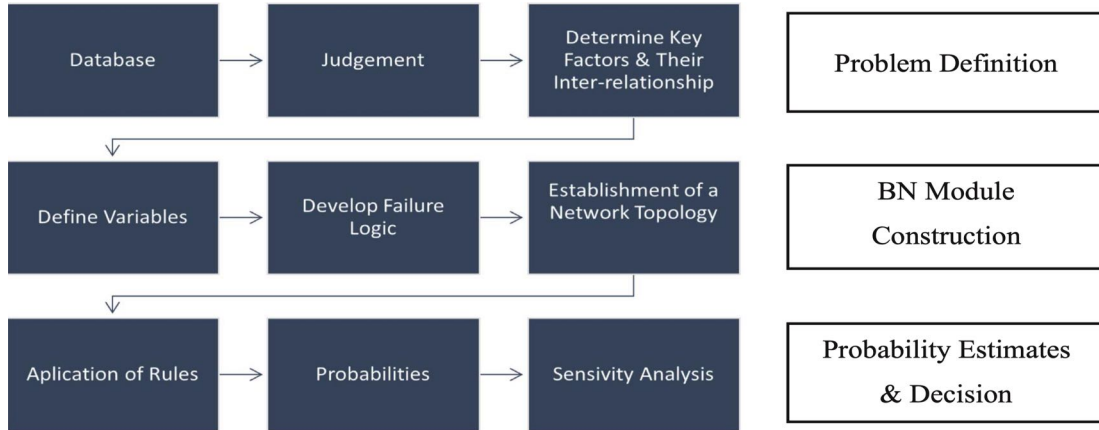 Database
Judgement
Determine Key
Factors & Their
Inter-relationship
Problem Definition
Define Variables
Develop Failure
Logic
Establishment of a
Network Topology
BN Module
Construction
Aplication of Rules
Probabilities
Sensivity Analysis
Probability Estimates
& Decision